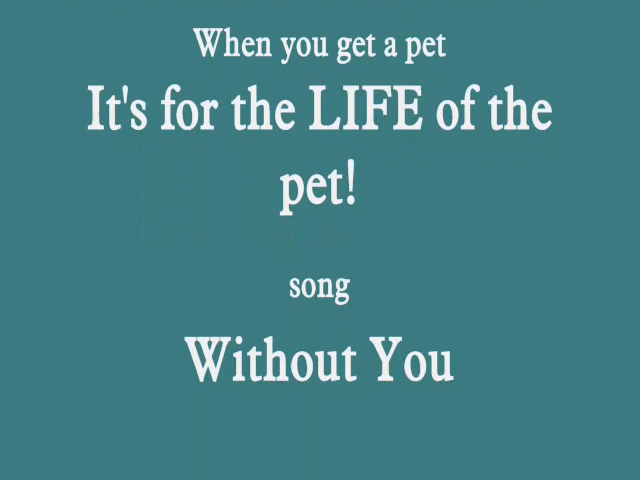 When you get a pet
It's for the LIFE of the
pet!
song
Without You